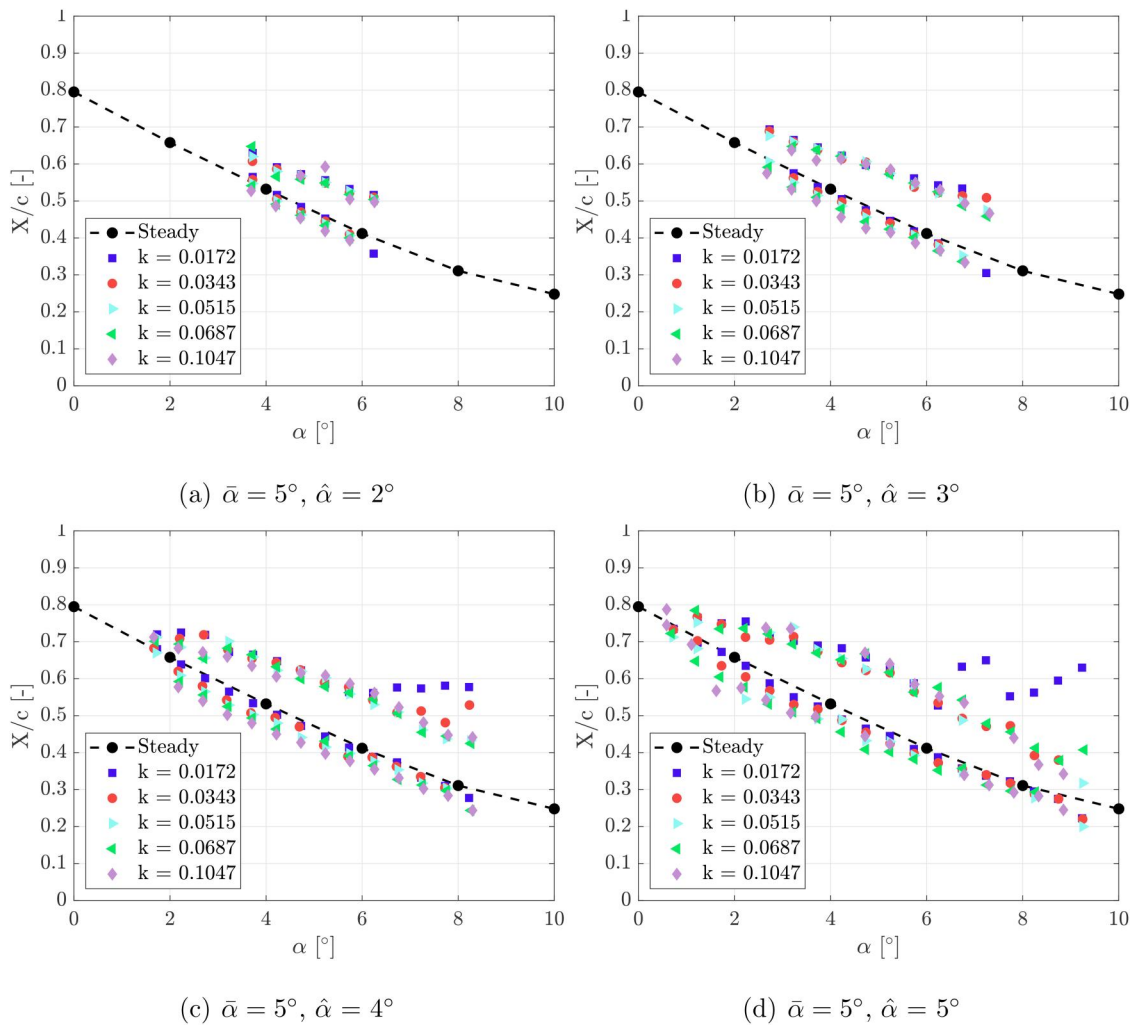 1
0.9
0.8
0.7
0.6
0.5
0.4
0.3
0.2
0.1
0
X/c [-]
Steady
k = 0.0172
k = 0.0343
k = 0.0515
k = 0.0687
k = 0.1047
0 2 4 6 8 10
α [°]
(a) ᾱ = 5°, α̂ = 2°
1
0.9
0.8
0.7
0.6
0.5
0.4
0.3
0.2
0.1
0
X/c [-]
Steady
k = 0.0172
k = 0.0343
k = 0.0515
k = 0.0687
k = 0.1047
0 2 4 6 8 10
α [°]
(b) ᾱ = 5°, α̂ = 3°
1
0.9
0.8
0.7
0.6
0.5
0.4
0.3
0.2
0.1
0
X/c [-]
Steady
k = 0.0172
k = 0.0343
k = 0.0515
k = 0.0687
k = 0.1047
0 2 4 6 8 10
α [°]
(c) ᾱ = 5°, α̂ = 4°
1
0.9
0.8
0.7
0.6
0.5
0.4
0.3
0.2
0.1
0
X/c [-]
Steady
k = 0.0172
k = 0.0343
k = 0.0515
k = 0.0687
k = 0.1047
0 2 4 6 8 10
α [°]
(d) ᾱ = 5°, α̂ = 5°